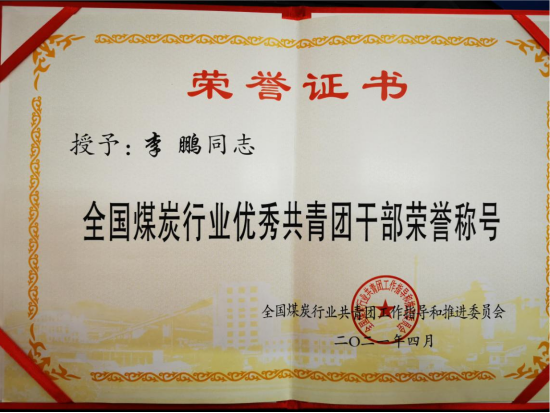 荣誉证书
授予：李 鹏同志
全国煤炭行业优秀共青团干部荣誉称号
全国煤炭行业共青团工作指导和推进委员会
二〇二一年四月